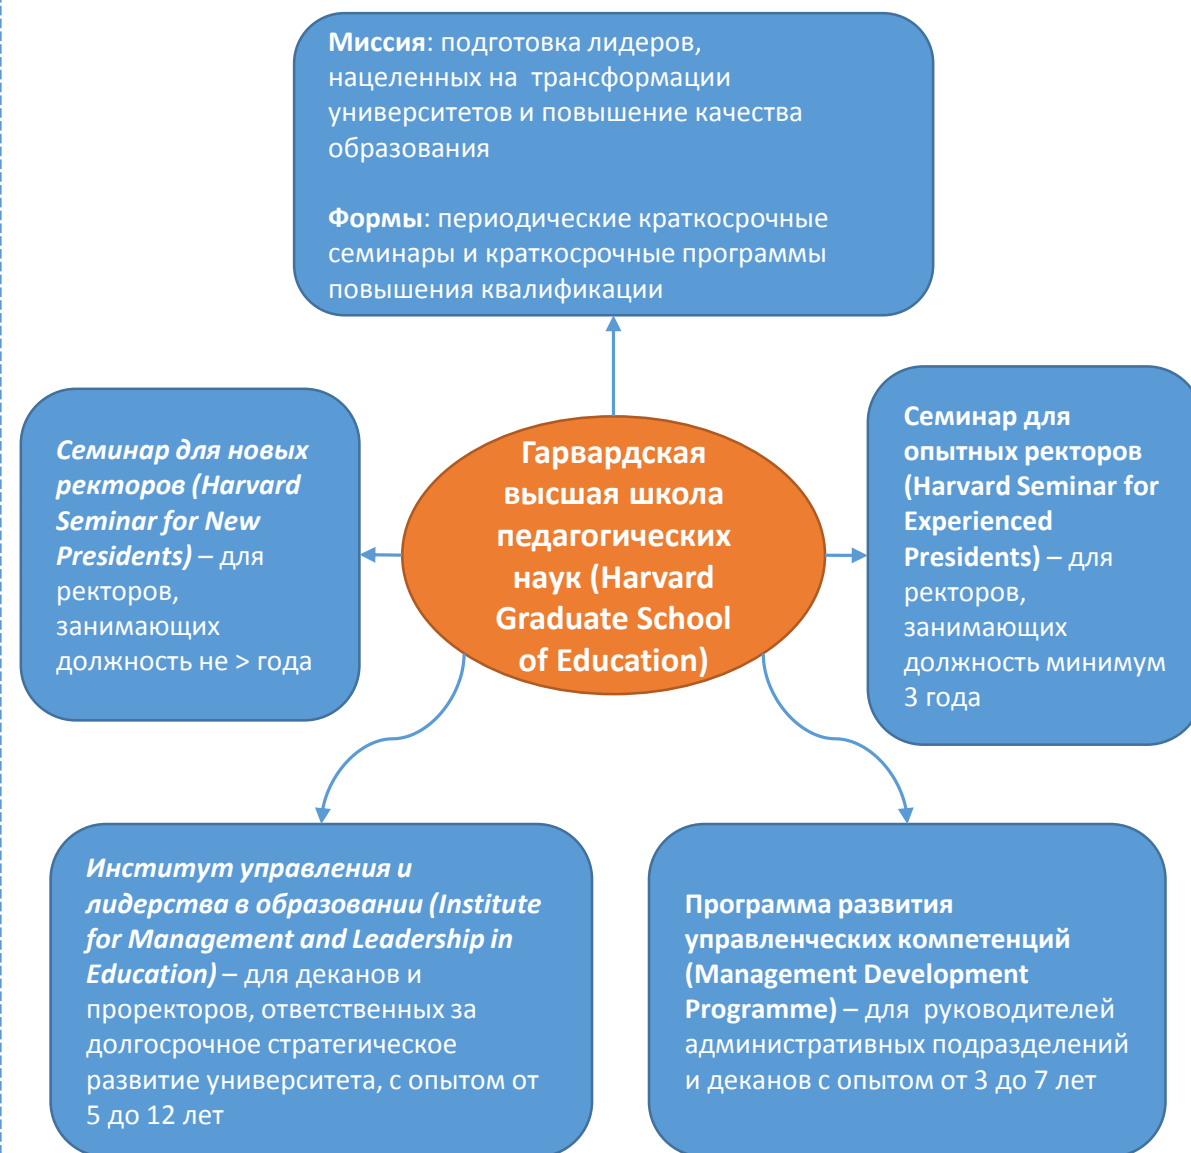 Миссия: подготовка лидеров,
нацеленных на трансформации
университетов и повышение качества
образования
Формы: периодические краткосрочные
семинары и краткосрочные программы
повышения квалификации
Семинар для новых
ректоров (Harvard
Seminar for New
Presidents) – для
ректоров,
занимающих
должность не > года
Гарвардская
высшая школа
педагогических
наук (Harvard
Graduate School
of Education)
Семинар для
опытных ректоров
(Harvard Seminar for
Experienced
Presidents) – для
ректоров,
занимающих
должность минимум
3 года
Институт управления и
лидерства в образовании (Institute
for Management and Leadership in
Education) – для деканов и
проректоров, ответственных за
долгосрочное стратегическое
развитие университета, с опытом от
5 до 12 лет
Программа развития
управленческих компетенций
(Management Development
Programme) – для руководителей
административных подразделений
и деканов с опытом от 3 до 7 лет